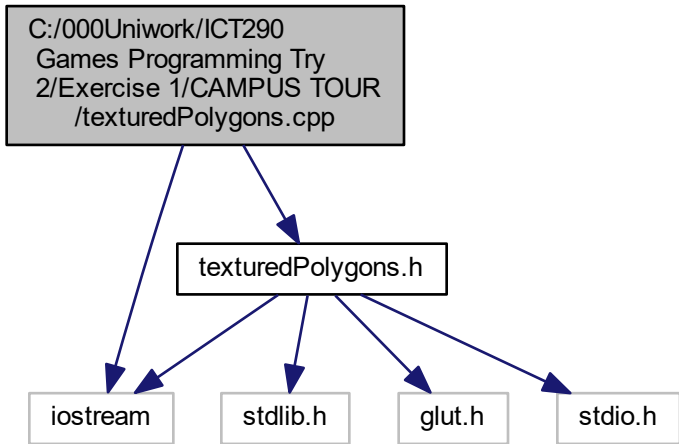 C:/000Uniwork/ICT290
Games Programming Try
2/Exercise 1/CAMPUS TOUR
/texturedPolygons.cpp
texturedPolygons.h
iostream
stdlib.h
glut.h
stdio.h